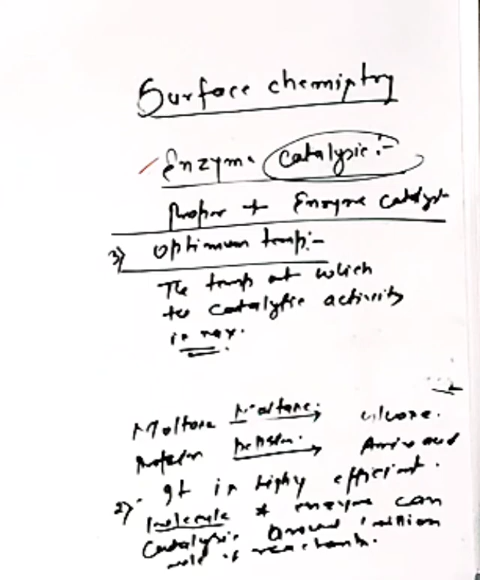 Surface chemistry
Enzyme Catalysis :-
Proper of Enzyme catalyst
3) optimum temp:-
The temp at which
the catalytic activity
is max.
Maltose Maltase Glucose.
Protein Pepsin Amino acid
2) It is highly efficient.
1 molecule of enzyme can
Catalysis around 1 million
mole of reactants.